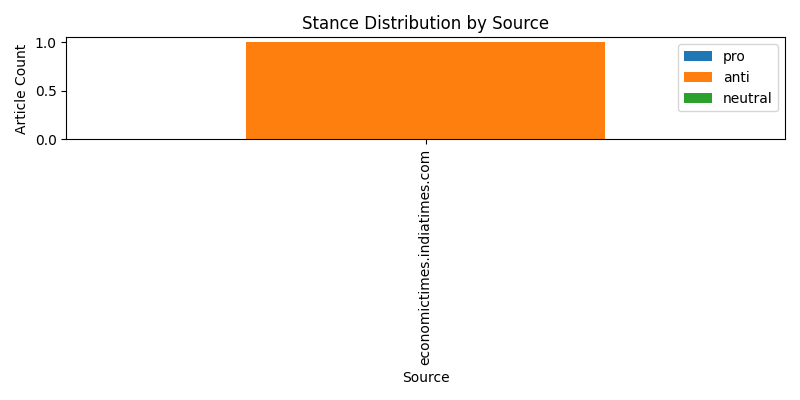 Stance Distribution by Source
Article Count
1.0
0.5
0.0
pro
anti
neutral
economictimes.indiatimes.com
Source